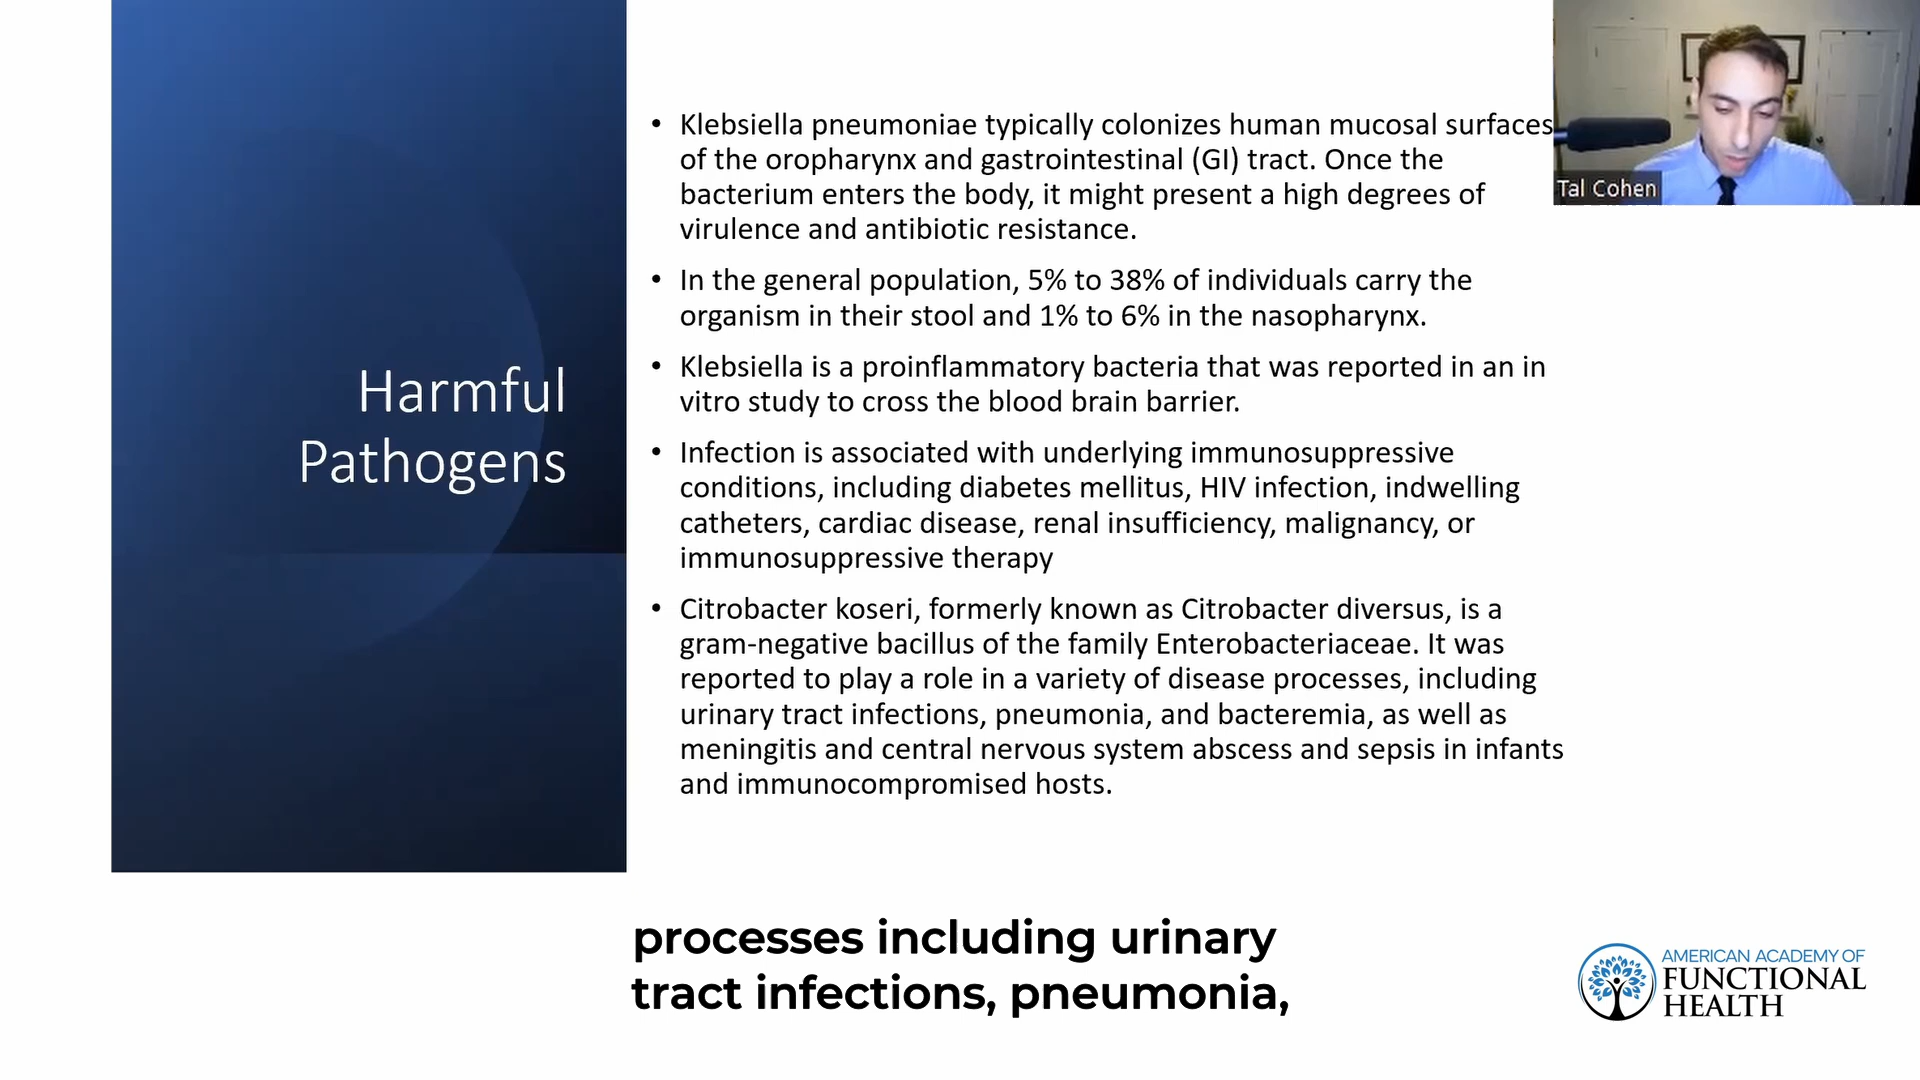 Harmful
Pathogens
• Klebsiella pneumoniae typically colonizes human mucosal surfaces
of the oropharynx and gastrointestinal (GI) tract. Once the
bacterium enters the body, it might present a high degrees of
virulence and antibiotic resistance.
• In the general population, 5% to 38% of individuals carry the
organism in their stool and 1% to 6% in the nasopharynx.
• Klebsiella is a proinflammatory bacteria that was reported in an in
vitro study to cross the blood brain barrier.
• Infection is associated with underlying immunosuppressive
conditions, including diabetes mellitus, HIV infection, indwelling
catheters, cardiac disease, renal insufficiency, malignancy, or
immunosuppressive therapy
• Citrobacter koseri, formerly known as Citrobacter diversus, is a
gram-negative bacillus of the family Enterobacteriaceae. It was
reported to play a role in a variety of disease processes, including
urinary tract infections, pneumonia, and bacteremia, as well as
meningitis and central nervous system abscess and sepsis in infants
and immunocompromised hosts.
Tal Cohen
processes including urinary
tract infections, pneumonia,
AMERICAN ACADEMY OF
FUNCTIONAL
HEALTH